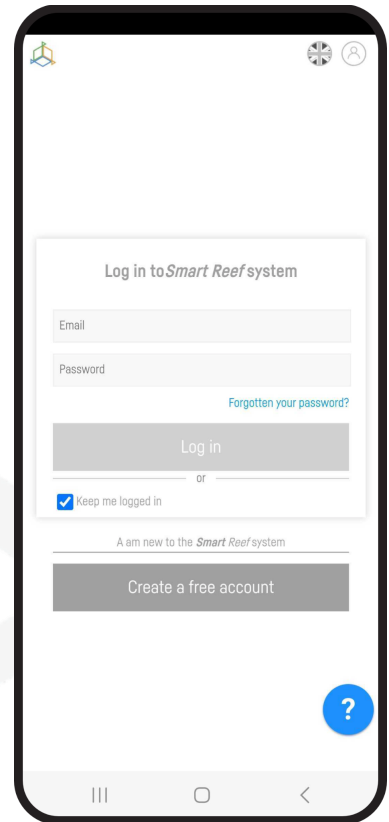 Log in to Smart Reef system
Email
Password
Forgotten your password?
Log in
or
Keep me logged in
A am new to the Smart Reef system
Create a free account
?